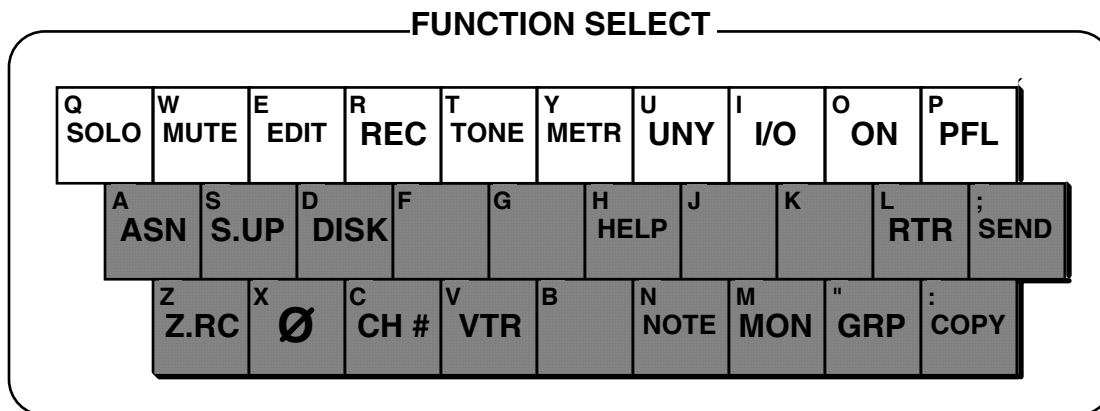 FUNCTION SELECT
Q W E R T Y U I O P
SOLO MUTE EDIT REC TONE METR UNY I/O ON PFL
A S D F G H J K L ;
ASN S.UP DISK HELP RTR SEND
Z X C V B N M " :
Z.RC Ø CH # VTR NOTE MON GRP COPY